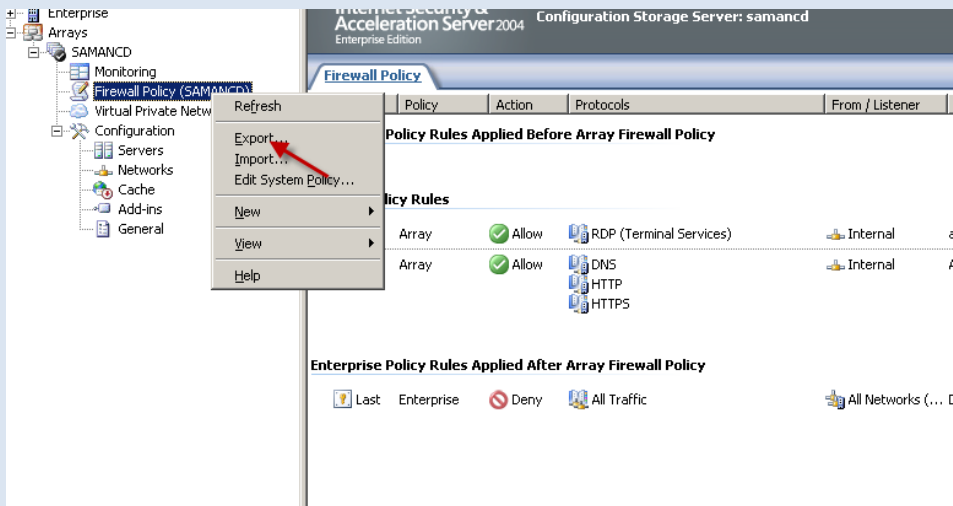 Enterprise
Arrays
SAMANCD
Monitoring
Firewall Policy (SAMANCD)
Virtual Private Netw
Configuration
Servers
Networks
Cache
Add-ins
General
Refresh
Export...
Import...
Edit System Policy...
New
View
Help
Internet Security &
Acceleration Server 2004
Enterprise Edition
Configuration Storage Server: samancd
Firewall Policy
Policy Action Protocols From / Listener
Policy Rules Applied Before Array Firewall Policy
licy Rules
Array Allow RDP (Terminal Services) Internal a
Array Allow DNS Internal A
HTTP
HTTPS
Enterprise Policy Rules Applied After Array Firewall Policy
Last Enterprise Deny All Traffic All Networks (... D